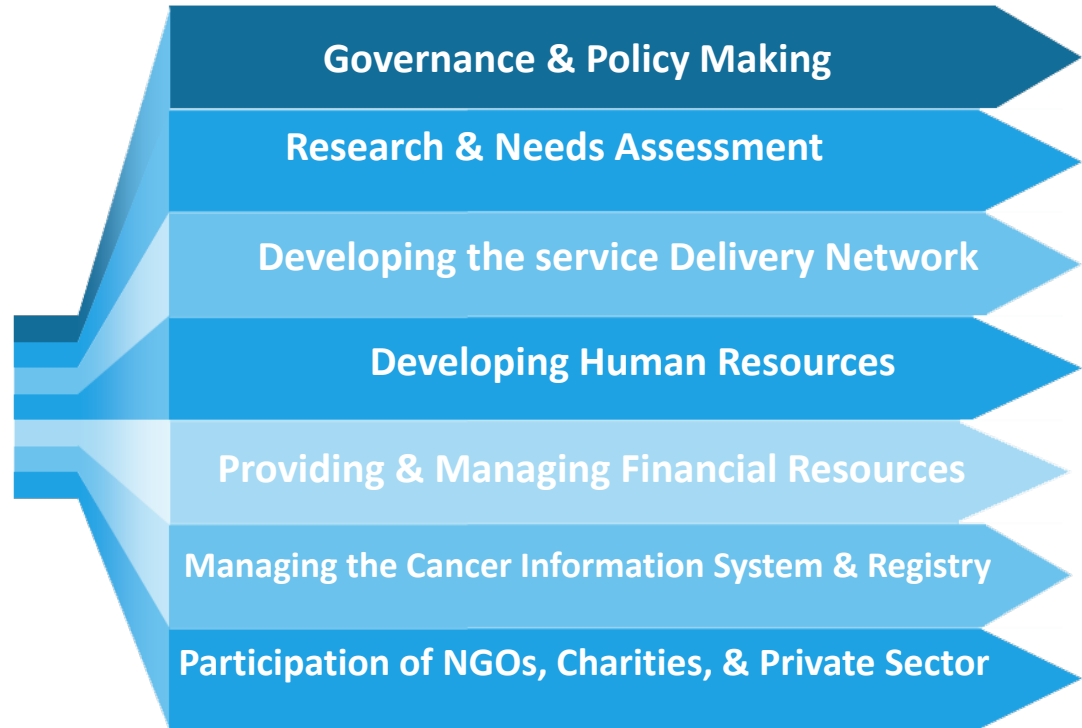 Governance & Policy Making
Research & Needs Assessment
Developing the service Delivery Network
Developing Human Resources
Providing & Managing Financial Resources
Managing the Cancer Information System & Registry
Participation of NGOs, Charities, & Private Sector